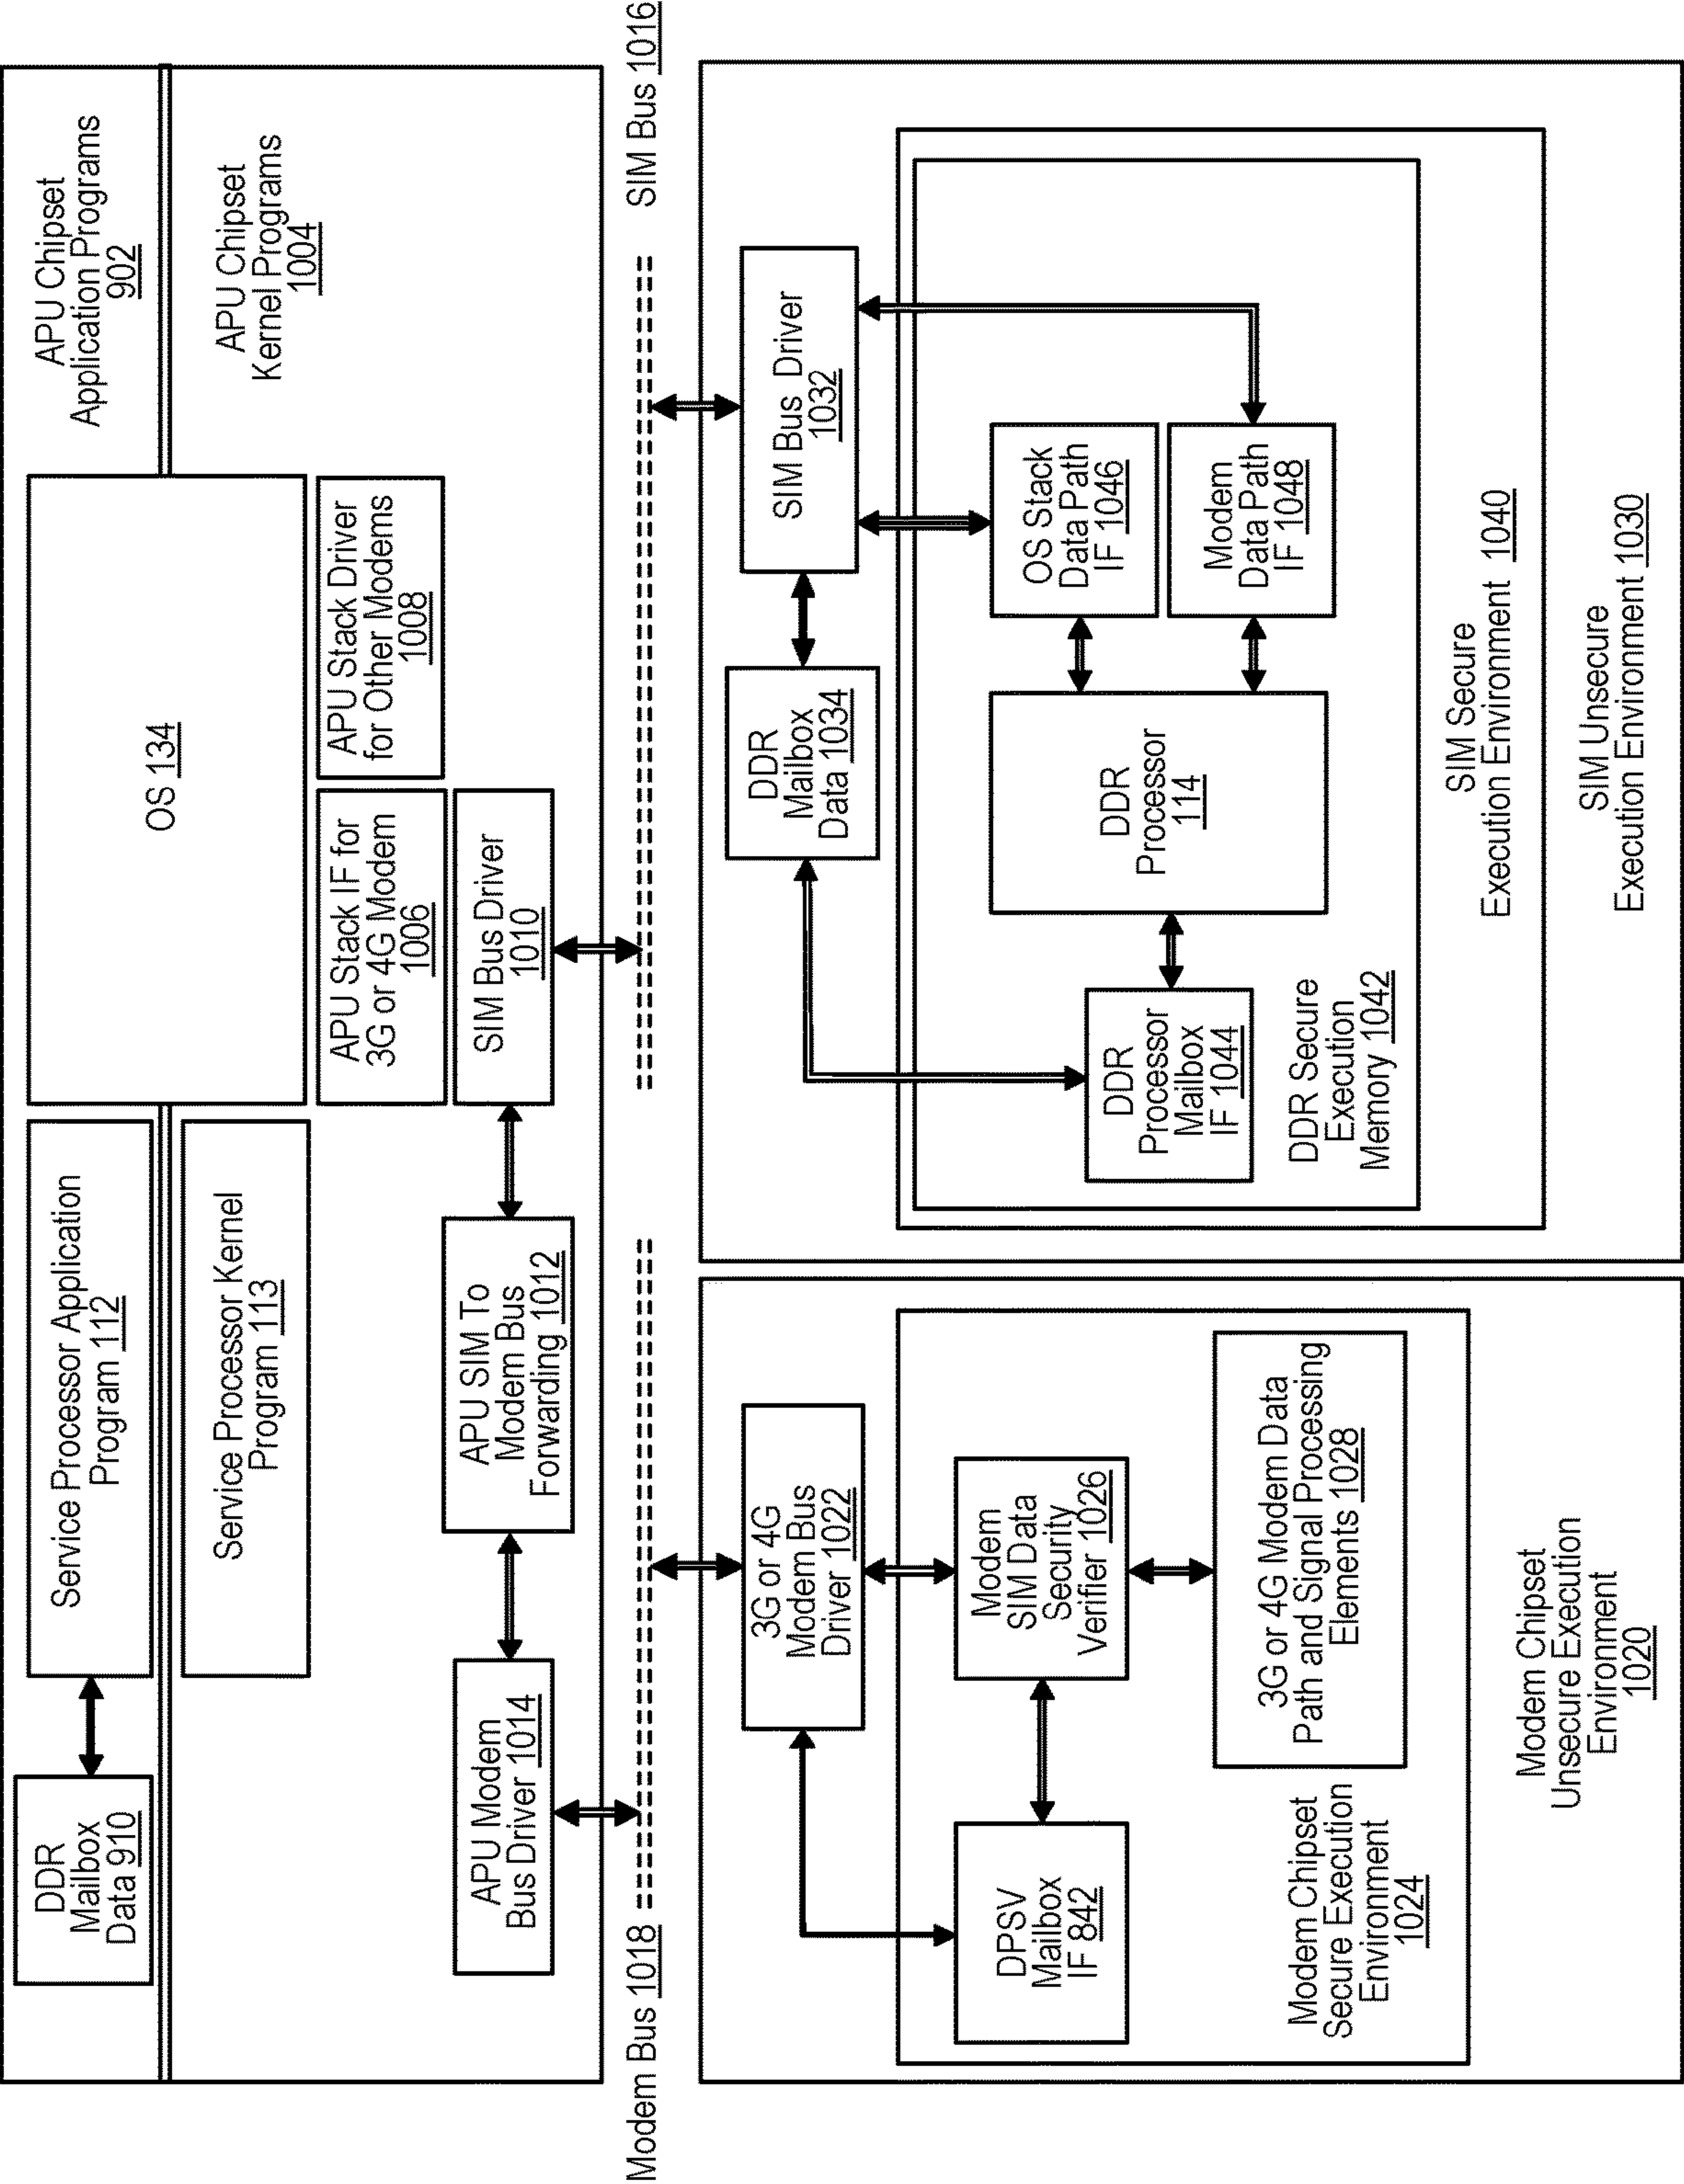 DDR
Mailbox
Data 910
Service Processor Application
Program 112
OS 134
APU Chipset
Application Programs
902
Service Processor Kernel
Program 113
APU Chipset
Kernel Programs
1004
APU Stack IF for
3G or 4G Modem
1006
APU Stack Driver
for Other Modems
1008
APU Modem
Bus Driver 1014
APU SIM To
Modem Bus
Forwarding 1012
SIM Bus Driver
1010
Modem Bus 1018
SIM Bus 1016
3G or 4G
Modem Bus
Driver 1022
DPSV
Mailbox
IF 842
Modem
SIM Data
Security
Verifier 1026
3G or 4G Modem Data
Path and Signal Processing
Elements 1028
Modem Chipset
Secure Execution
Environment
1024
Modem Chipset
Unsecure Execution
Environment
1020
DDR
Mailbox
Data 1034
SIM Bus Driver
1032
DDR
Processor
Mailbox
IF 1044
DDR
Processor
114
OS Stack
Data Path
IF 1046
Modem
Data Path
IF 1048
DDR Secure
Execution
Memory 1042
SIM Secure
Execution Environment 1040
SIM Unsecure
Execution Environment 1030